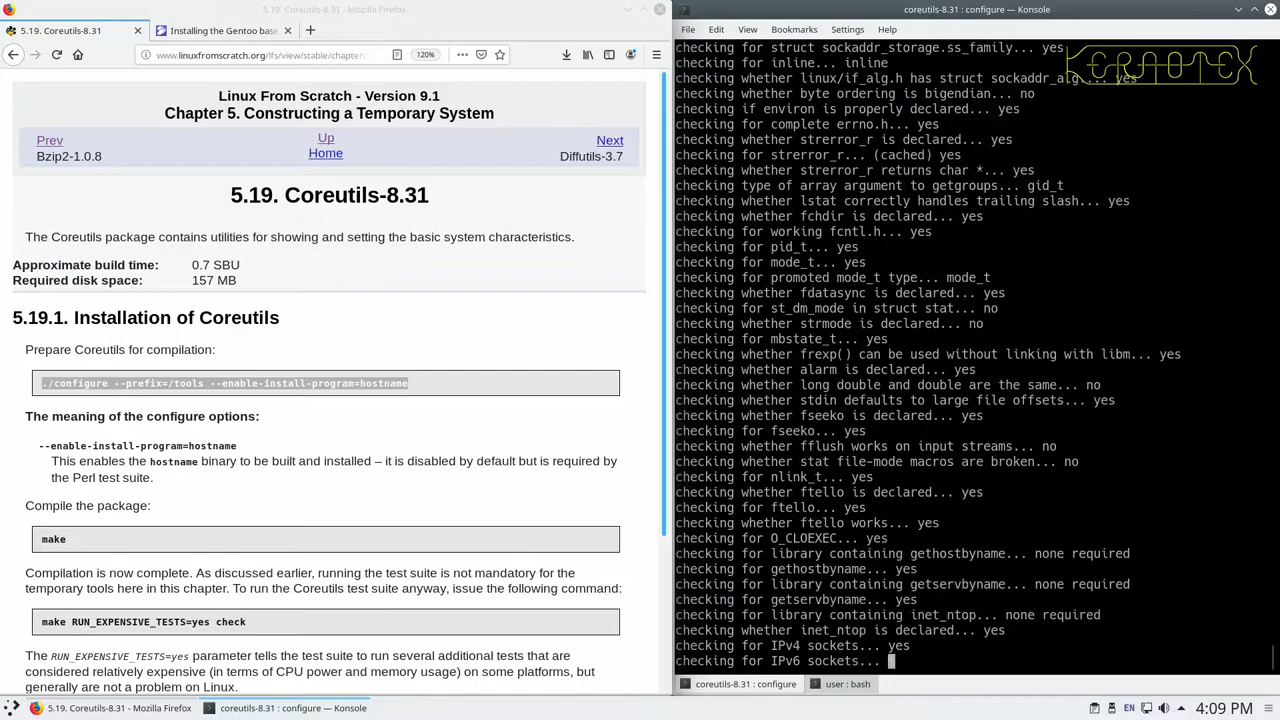 5.19. Coreutils-8.31 - Mozilla Firefox
5.19. Coreutils-8.31
Installing the Gentoo base
www.linuxfromscratch.org/lfs/view/stable/chapter
120%
Linux From Scratch - Version 9.1
Chapter 5. Constructing a Temporary System
Prev
Up
Next
Bzip2-1.0.8
Home
Diffutils-3.7
5.19. Coreutils-8.31
The Coreutils package contains utilities for showing and setting the basic system characteristics.
Approximate build time: 0.7 SBU
Required disk space: 157 MB
5.19.1. Installation of Coreutils
Prepare Coreutils for compilation:
./configure --prefix=/tools --enable-install-program=hostname
The meaning of the configure options:
--enable-install-program=hostname
This enables the hostname binary to be built and installed – it is disabled by default but is required by
the Perl test suite.
Compile the package:
make
Compilation is now complete. As discussed earlier, running the test suite is not mandatory for the
temporary tools here in this chapter. To run the Coreutils test suite anyway, issue the following command:
make RUN_EXPENSIVE_TESTS=yes check
The RUN_EXPENSIVE_TESTS=yes parameter tells the test suite to run several additional tests that are
considered relatively expensive (in terms of CPU power and memory usage) on some platforms, but
generally are not a problem on Linux.
coreutils-8.31 : configure — Konsole
File Edit View Bookmarks Settings Help
checking for struct sockaddr_storage.ss_family... yes
checking for inline... inline
checking whether linux/if_alg.h has struct sockaddr_alg... yes
checking whether byte ordering is bigendian... no
checking if environ is properly declared... yes
checking for complete errno.h... yes
checking whether strerror_r is declared... yes
checking for strerror_r... (cached) yes
checking whether strerror_r returns char *... yes
checking type of array argument to getgroups... gid_t
checking whether lstat correctly handles trailing slash... yes
checking whether fchdir is declared... yes
checking for working fcntl.h... yes
checking for pid_t... yes
checking for mode_t... yes
checking for promoted mode_t type... mode_t
checking whether fdatasync is declared... yes
checking for st_dm_mode in struct stat... no
checking whether strmode is declared... no
checking for mbstate_t... yes
checking whether frexp() can be used without linking with libm... yes
checking whether alarm is declared... yes
checking whether long double and double are the same... no
checking whether stdin defaults to large file offsets... yes
checking whether fseeko is declared... yes
checking for fseeko... yes
checking whether fflush works on input streams... no
checking whether stat file-mode macros are broken... no
checking for nlink_t... yes
checking whether ftello is declared... yes
checking for ftello... yes
checking whether ftello works... yes
checking for O_CLOEXEC... yes
checking for library containing gethostbyname... none required
checking for gethostbyname... yes
checking for library containing getservbyname... none required
checking for getservbyname... yes
checking for library containing inet_ntop... none required
checking whether inet_ntop is declared... yes
checking for IPv4 sockets... yes
checking for IPv6 sockets...
coreutils-8.31 : configure
user : bash
5.19. Coreutils-8.31 - Mozilla Firefox
coreutils-8.31 : configure — Konsole
EN
4:09 PM